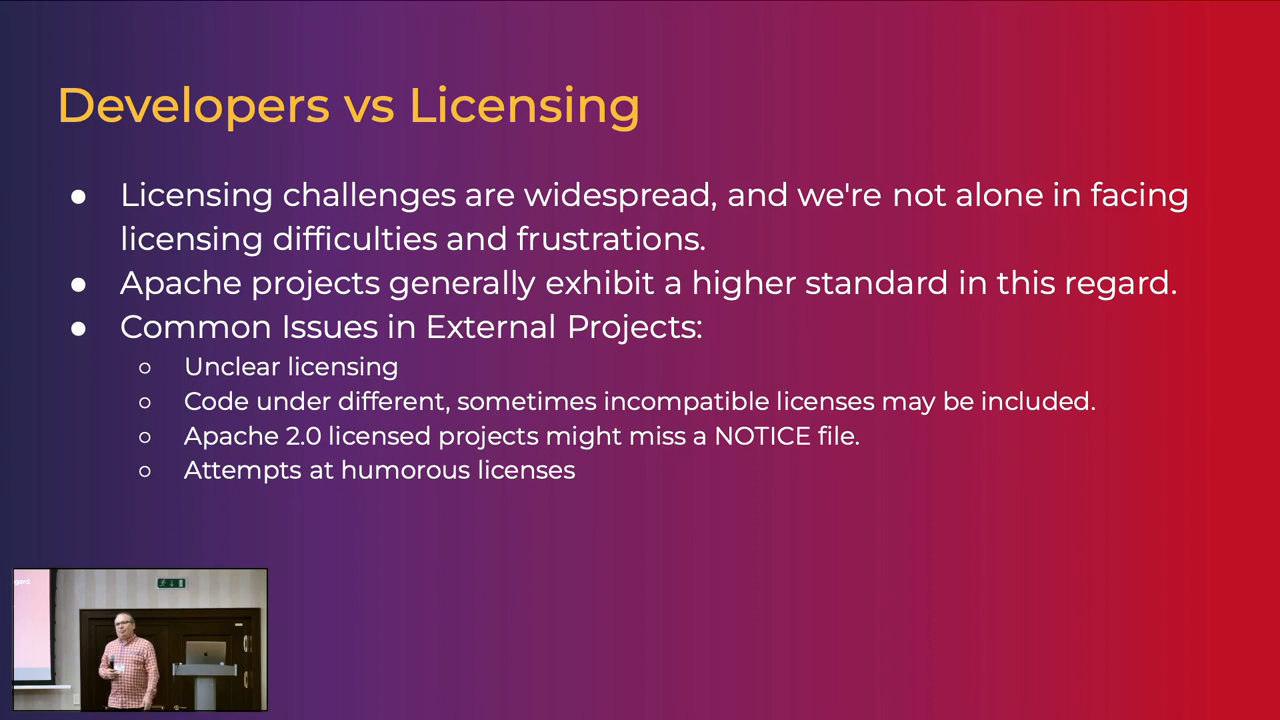 Developers vs Licensing
● Licensing challenges are widespread, and we're not alone in facing
licensing difficulties and frustrations.
● Apache projects generally exhibit a higher standard in this regard.
● Common Issues in External Projects:
○ Unclear licensing
○ Code under different, sometimes incompatible licenses may be included.
○ Apache 2.0 licensed projects might miss a NOTICE file.
○ Attempts at humorous licenses
gard.